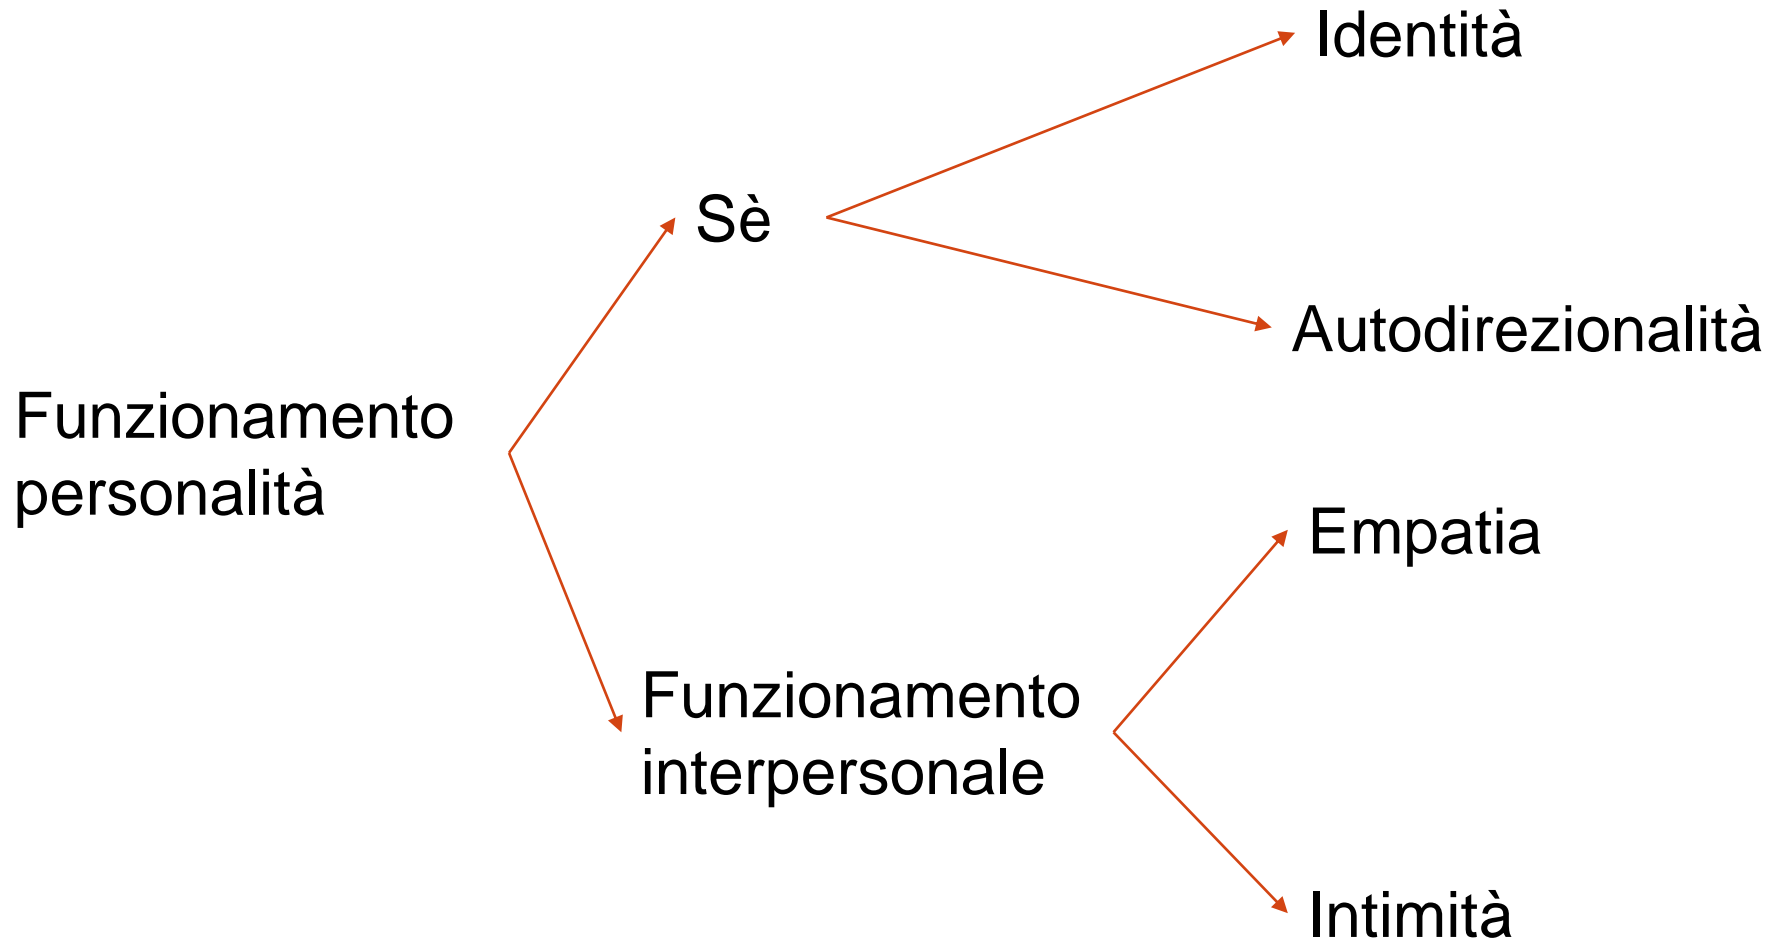 Identità
Sè
Autodirezionalità
Funzionamento
personalità
Empatia
Funzionamento
interpersonale
Intimità